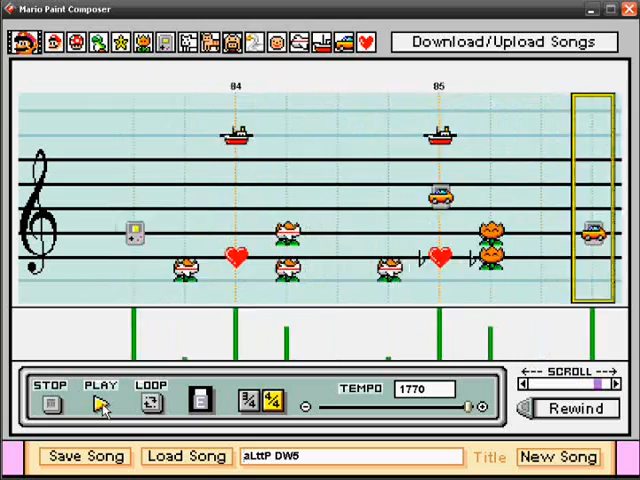 Mario Paint Composer
Download/Upload Songs
84 85
STOP PLAY LOOP
3/4 4/4
TEMPO 1770
<-- SCROLL -->
Rewind
Save Song Load Song aLttP DW5 Title New Song